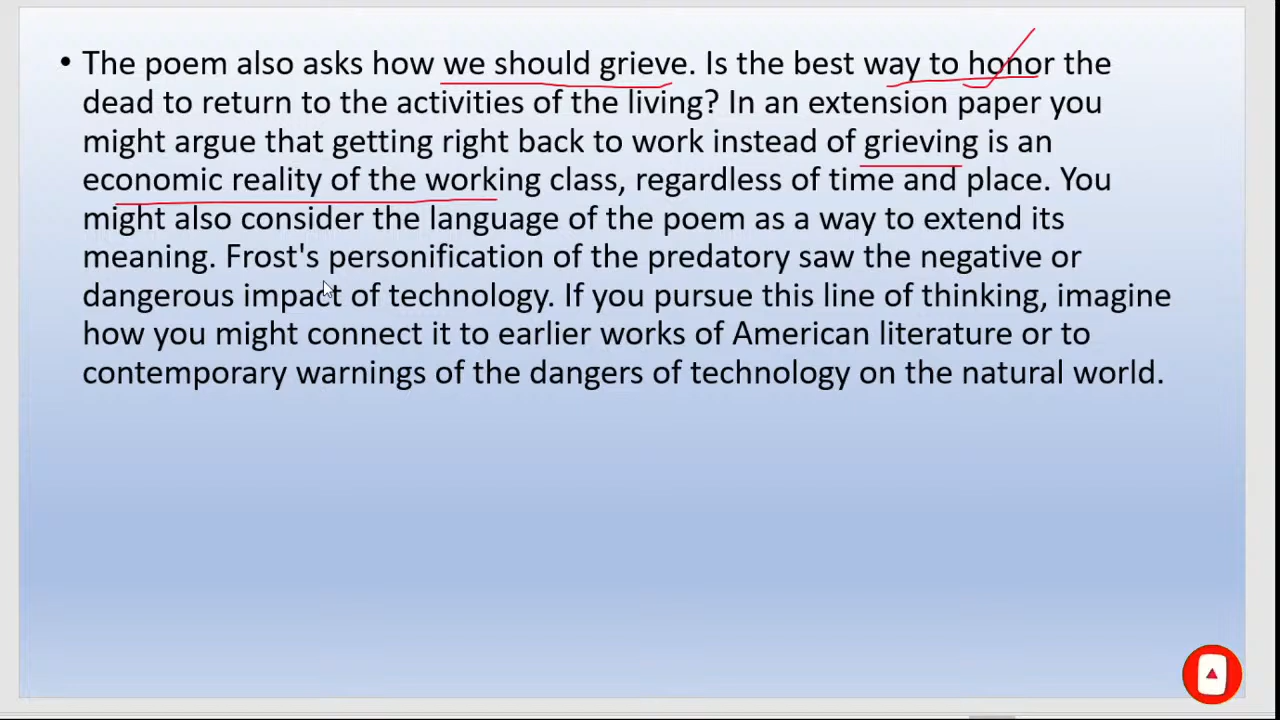 • The poem also asks how we should grieve. Is the best way to honor the
dead to return to the activities of the living? In an extension paper you
might argue that getting right back to work instead of grieving is an
economic reality of the working class, regardless of time and place. You
might also consider the language of the poem as a way to extend its
meaning. Frost's personification of the predatory saw the negative or
dangerous impact of technology. If you pursue this line of thinking, imagine
how you might connect it to earlier works of American literature or to
contemporary warnings of the dangers of technology on the natural world.